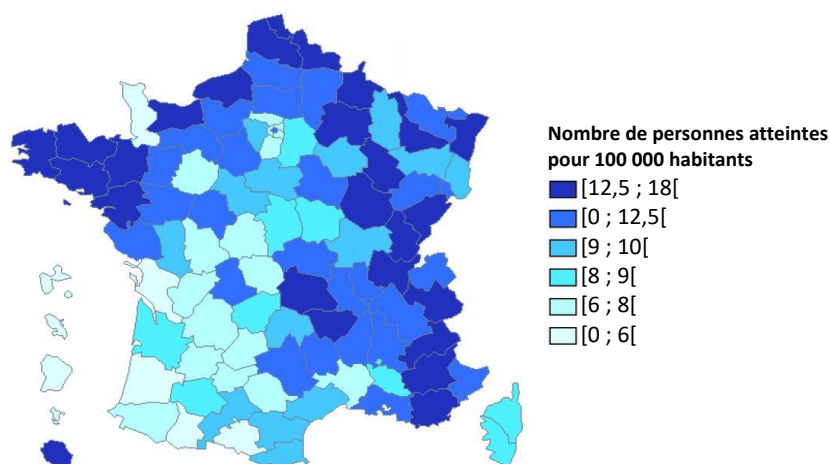 Nombre de personnes atteintes
pour 100 000 habitants
[12,5 ; 18[
[0 ; 12,5[
[9 ; 10[
[8 ; 9[
[6 ; 8[
[0 ; 6[